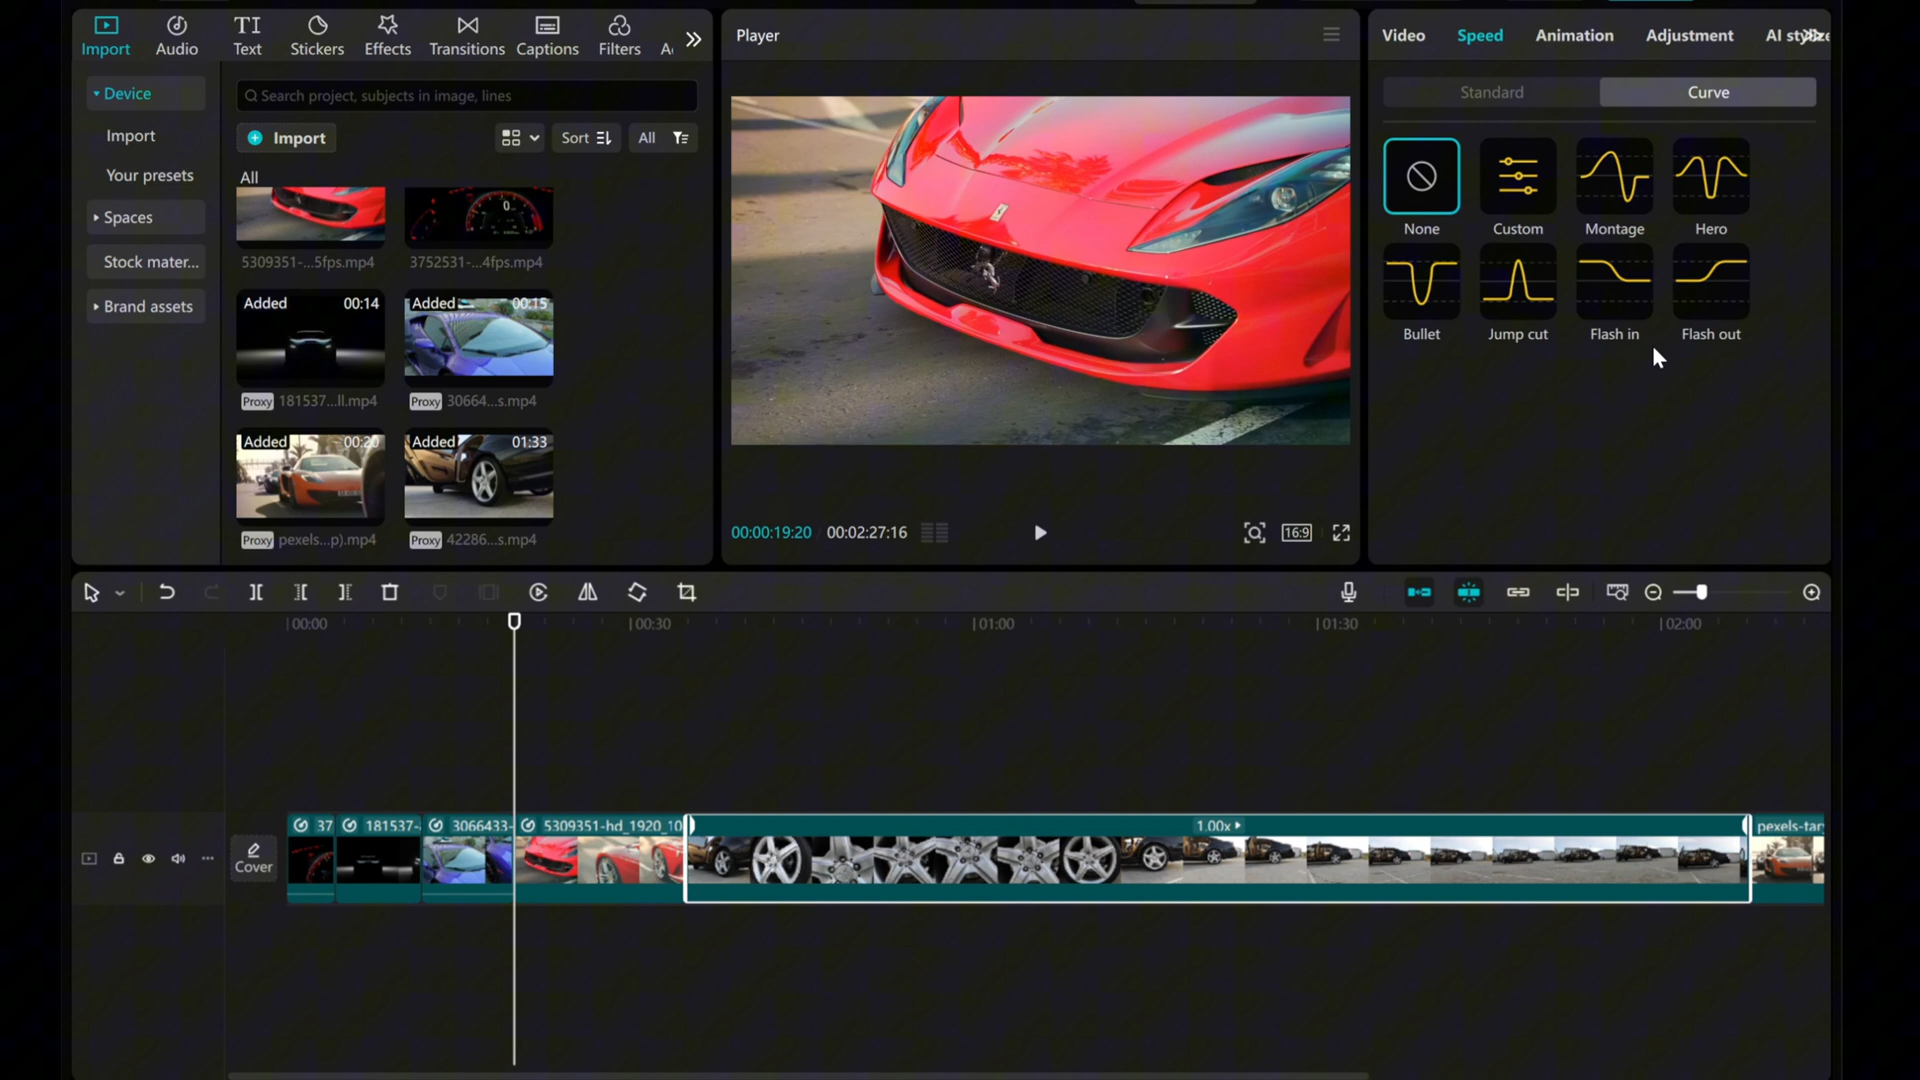 Import
Audio
Text
Stickers
Effects
Transitions
Captions
Filters
Device
Import
Your presets
Spaces
Stock mater...
Brand assets
Search project, subjects in image, lines
Import
Sort
All
All
5309351-...5fps.mp4
3752531-...4fps.mp4
Added 00:14
Added 00:15
Proxy 181537...ll.mp4
Proxy 30664...s.mp4
Added 00:20
Added 01:33
Proxy pexels...p).mp4
Proxy 42286...s.mp4
Player
00:00:19:20 00:02:27:16
16:9
Video
Speed
Animation
Adjustment
AI stylize
Standard
Curve
None
Custom
Montage
Hero
Bullet
Jump cut
Flash in
Flash out
00:00
00:30
01:00
01:30
02:00
Cover
37
181537-
3066433-
5309351-hd_1920_10
1.00x
pexels-tar